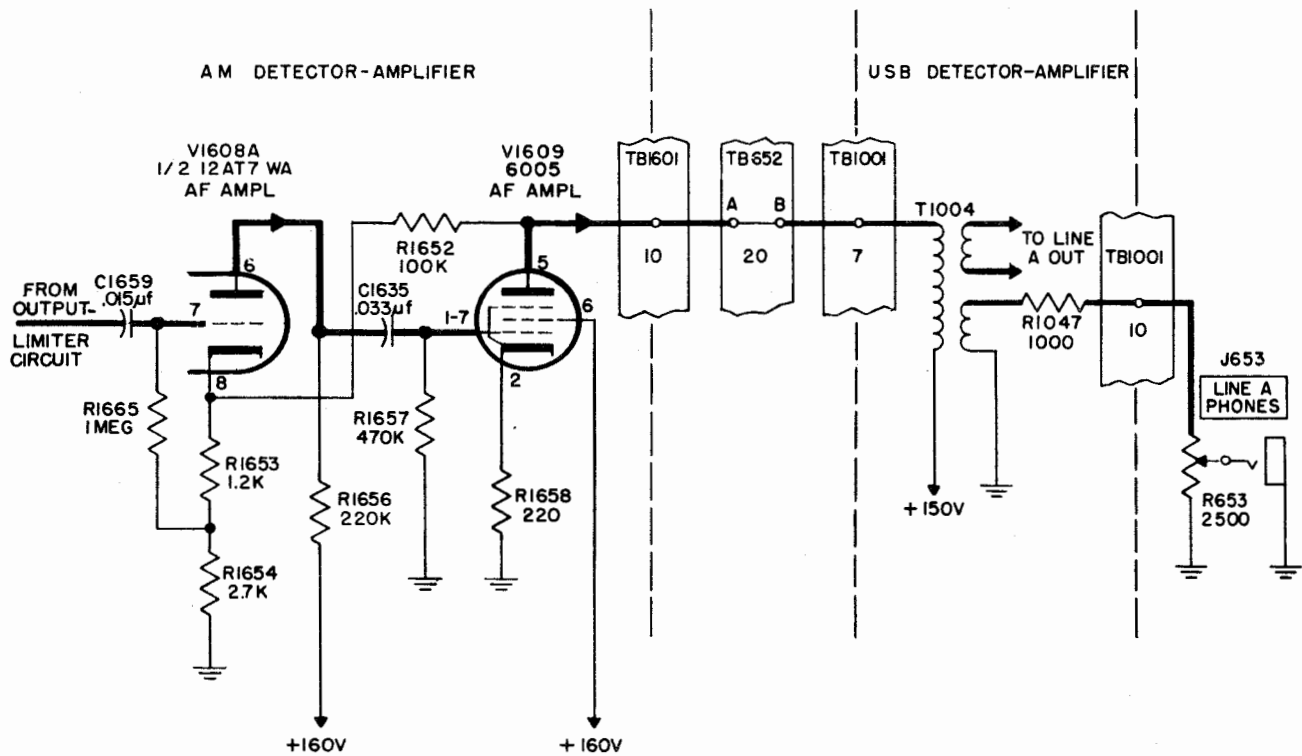 AM DETECTOR-AMPLIFIER
USB DETECTOR-AMPLIFIER
V1608A
1/2 12AT7 WA
AF AMPL
V1609
6005
AF AMPL
TB1601
10
TB652
A B
20
TB1001
7
T1004
TO LINE
A OUT
TB1001
10
R1652
100K
6
5
FROM
OUTPUT-
LIMITER
CIRCUIT
C1659
.015µf
7
8
C1635
.033µf
1-7
6
2
R1047
1000
J653
LINE A
PHONES
R1665
1MEG
R1653
1.2K
R1657
470K
R1656
220K
R1658
220
+150V
R653
2500
R1654
2.7K
+160V
+160V